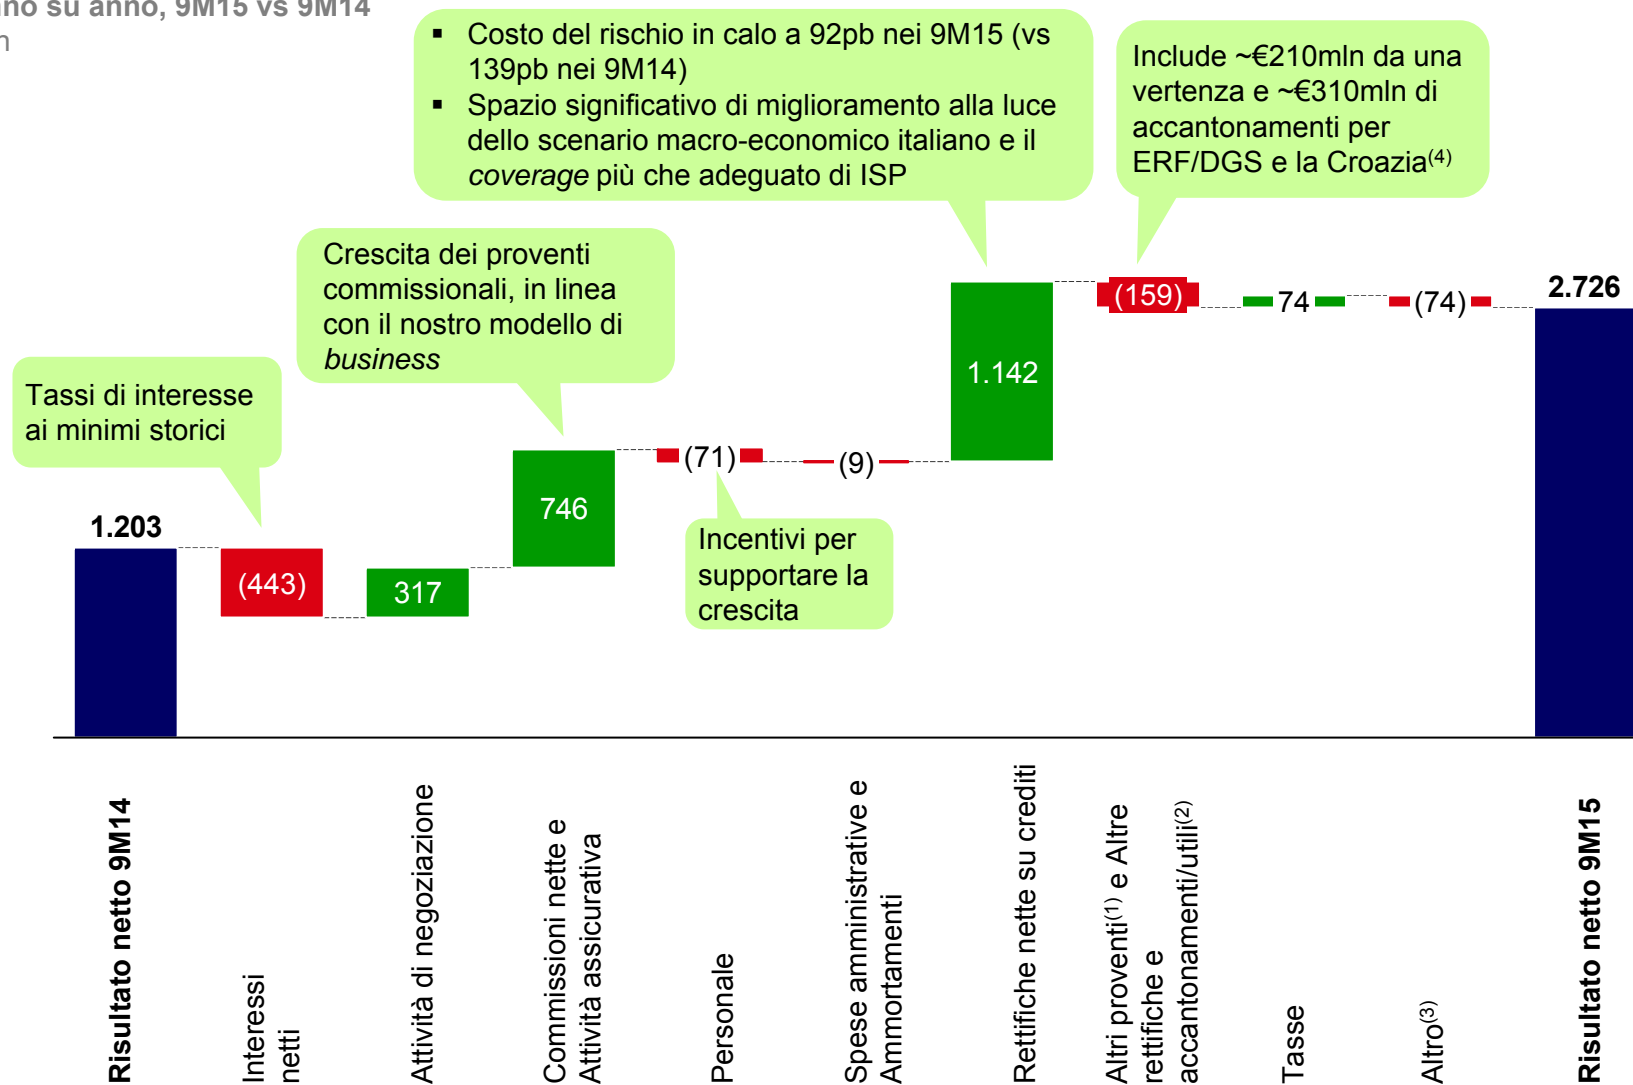 no su anno, 9M15 vs 9M14
▪ Costo del rischio in calo a 92pb nei 9M15 (vs
139pb nei 9M14)
▪ Spazio significativo di miglioramento alla luce
dello scenario macro-economico italiano e il
coverage più che adeguato di ISP
Include ~€210mln da una
vertenza e ~€310mln di
accantonamenti per
ERF/DGS e la Croazia(4)
Crescita dei proventi
commissionali, in linea
con il nostro modello di
business
Tassi di interesse
ai minimi storici
Incentivi per
supportare la
crescita
1.203
(443)
317
746
(71)
(9)
1.142
(159)
74
(74)
2.726
Risultato netto 9M14
Interessi
netti
Attività di negoziazione
Commissioni nette e
Attività assicurativa
Personale
Spese amministrative e
Ammortamenti
Rettifiche nette su crediti
Altri proventi(1) e Altre
rettifiche e
accantonamenti/utili(2)
Tasse
Altro(3)
Risultato netto 9M15